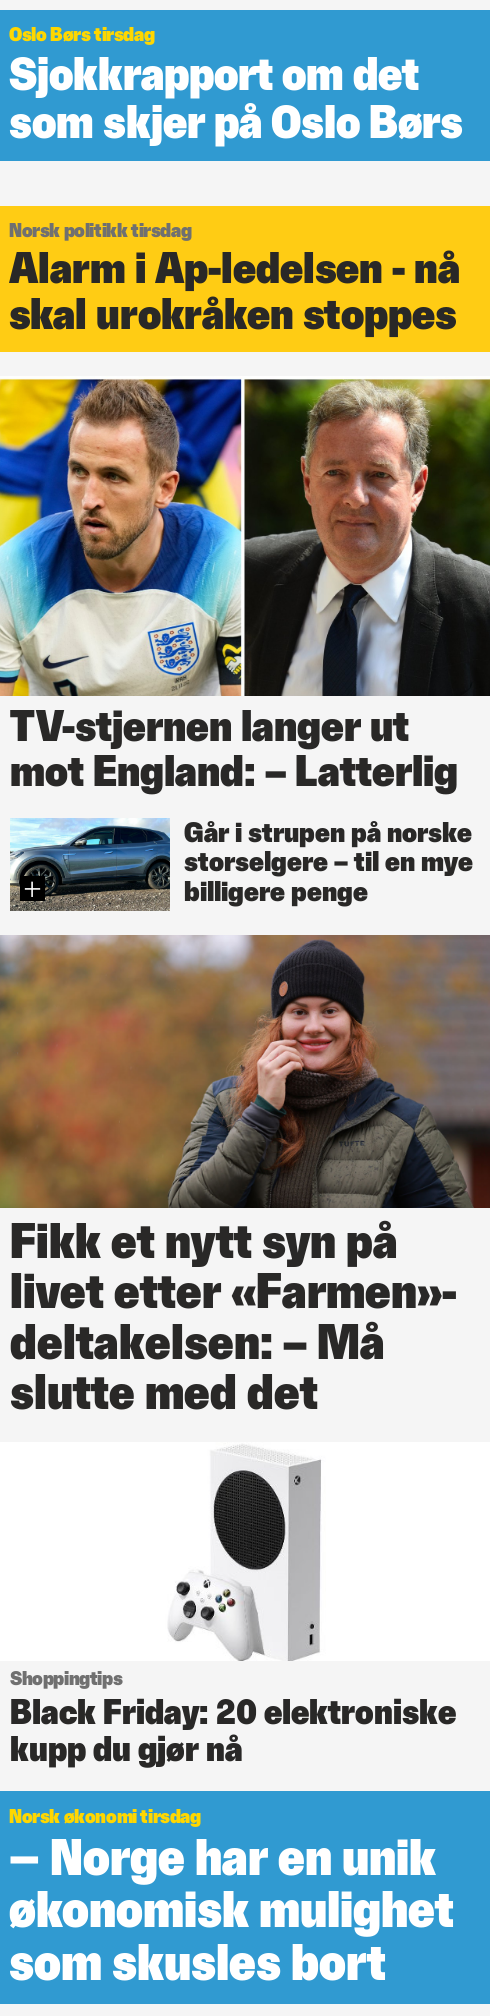 Oslo Børs tirsdag
Sjokkrapport om det
som skjer på Oslo Børs
Norsk politikk tirsdag
Alarm i Ap-ledelsen - nå
skal urokråken stoppes
TV-stjernen langer ut
mot England: – Latterlig
Går i strupen på norske
storselgere – til en mye
billigere penge
Fikk et nytt syn på
livet etter «Farmen»-
deltakelsen: – Må
slutte med det
Shoppingtips
Black Friday: 20 elektroniske
kupp du gjør nå
Norsk økonomi tirsdag
– Norge har en unik
økonomisk mulighet
som skusles bort